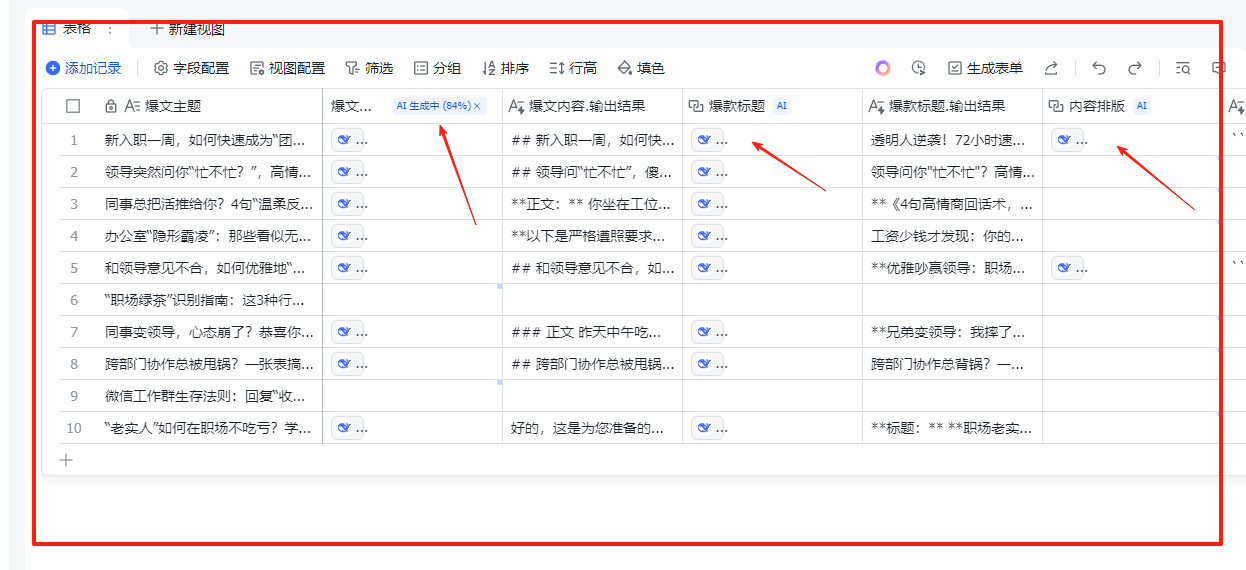 表格 ⋮ + 新建视图
添加记录 字段配置 视图配置 筛选 分组 排序 行高 填色 生成表单
爆文主题 爆文... AI 生成中 (84%) × 爆文内容.输出结果 爆款标题 AI 爆款标题.输出结果 内容排版 AI
1 新入职一周，如何快速成为“团... ... ## 新入职一周，如何快... ... 透明人逆袭！72小时速... ... ``
2 领导突然问你“忙不忙？”，高情... ... ## 领导问“忙不忙”，傻... ... 领导问你"忙不忙"？高情...
3 同事总把活推给你？4句“温柔反... ... **正文：** 你坐在工位... ... **《4句高情商回话术，...
4 办公室“隐形霸凌”：那些看似无... ... **以下是严格遵照要求... ... 工资少钱才发现：你的...
5 和领导意见不合，如何优雅地“... ... ## 和领导意见不合，如... ... **优雅吵赢领导：职场... ... ``
6 “职场绿茶”识别指南：这3种行...
7 同事变领导，心态崩了？恭喜你... ... ### 正文 昨天中午吃... ... **兄弟变领导：我摔了...
8 跨部门协作总被甩锅？一张表搞... ... ## 跨部门协作总被甩锅... ... 跨部门协作总背锅？一...
9 微信工作群生存法则：回复“收...
10 “老实人”如何在职场不吃亏？学... ... 好的，这是为您准备的... ... **标题：** **职场老实...